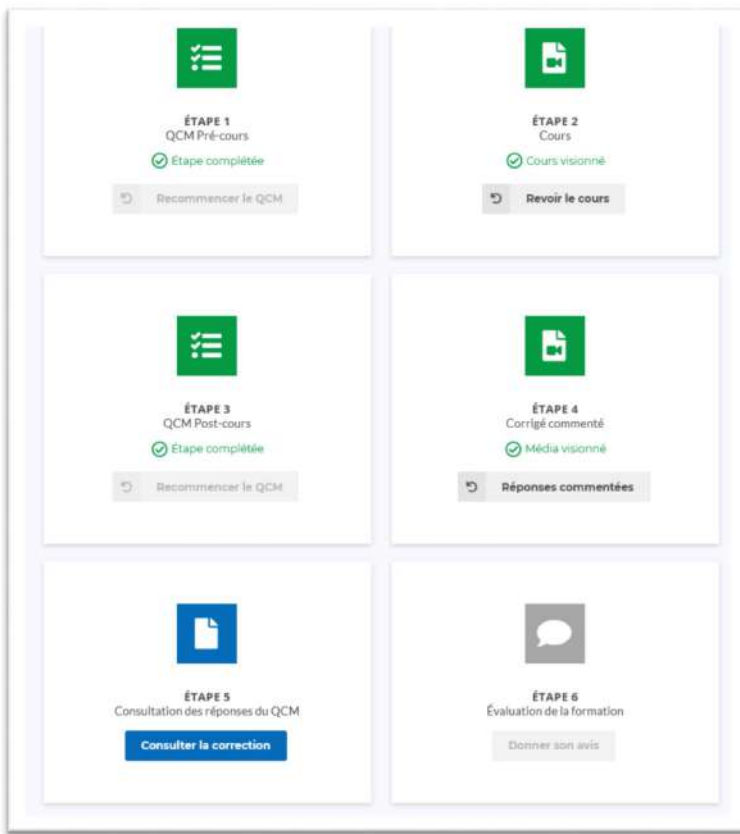 ÉTAPE 1
QCM Pré-cours
Étape complétée
Recommencer le QCM
ÉTAPE 2
Cours
Cours visionné
Revoir le cours
ÉTAPE 3
QCM Post-cours
Étape complétée
Recommencer le QCM
ÉTAPE 4
Corrigé commenté
Média visionné
Réponses commentées
ÉTAPE 5
Consultation des réponses du QCM
Consulter la correction
ÉTAPE 6
Évaluation de la formation
Donner son avis